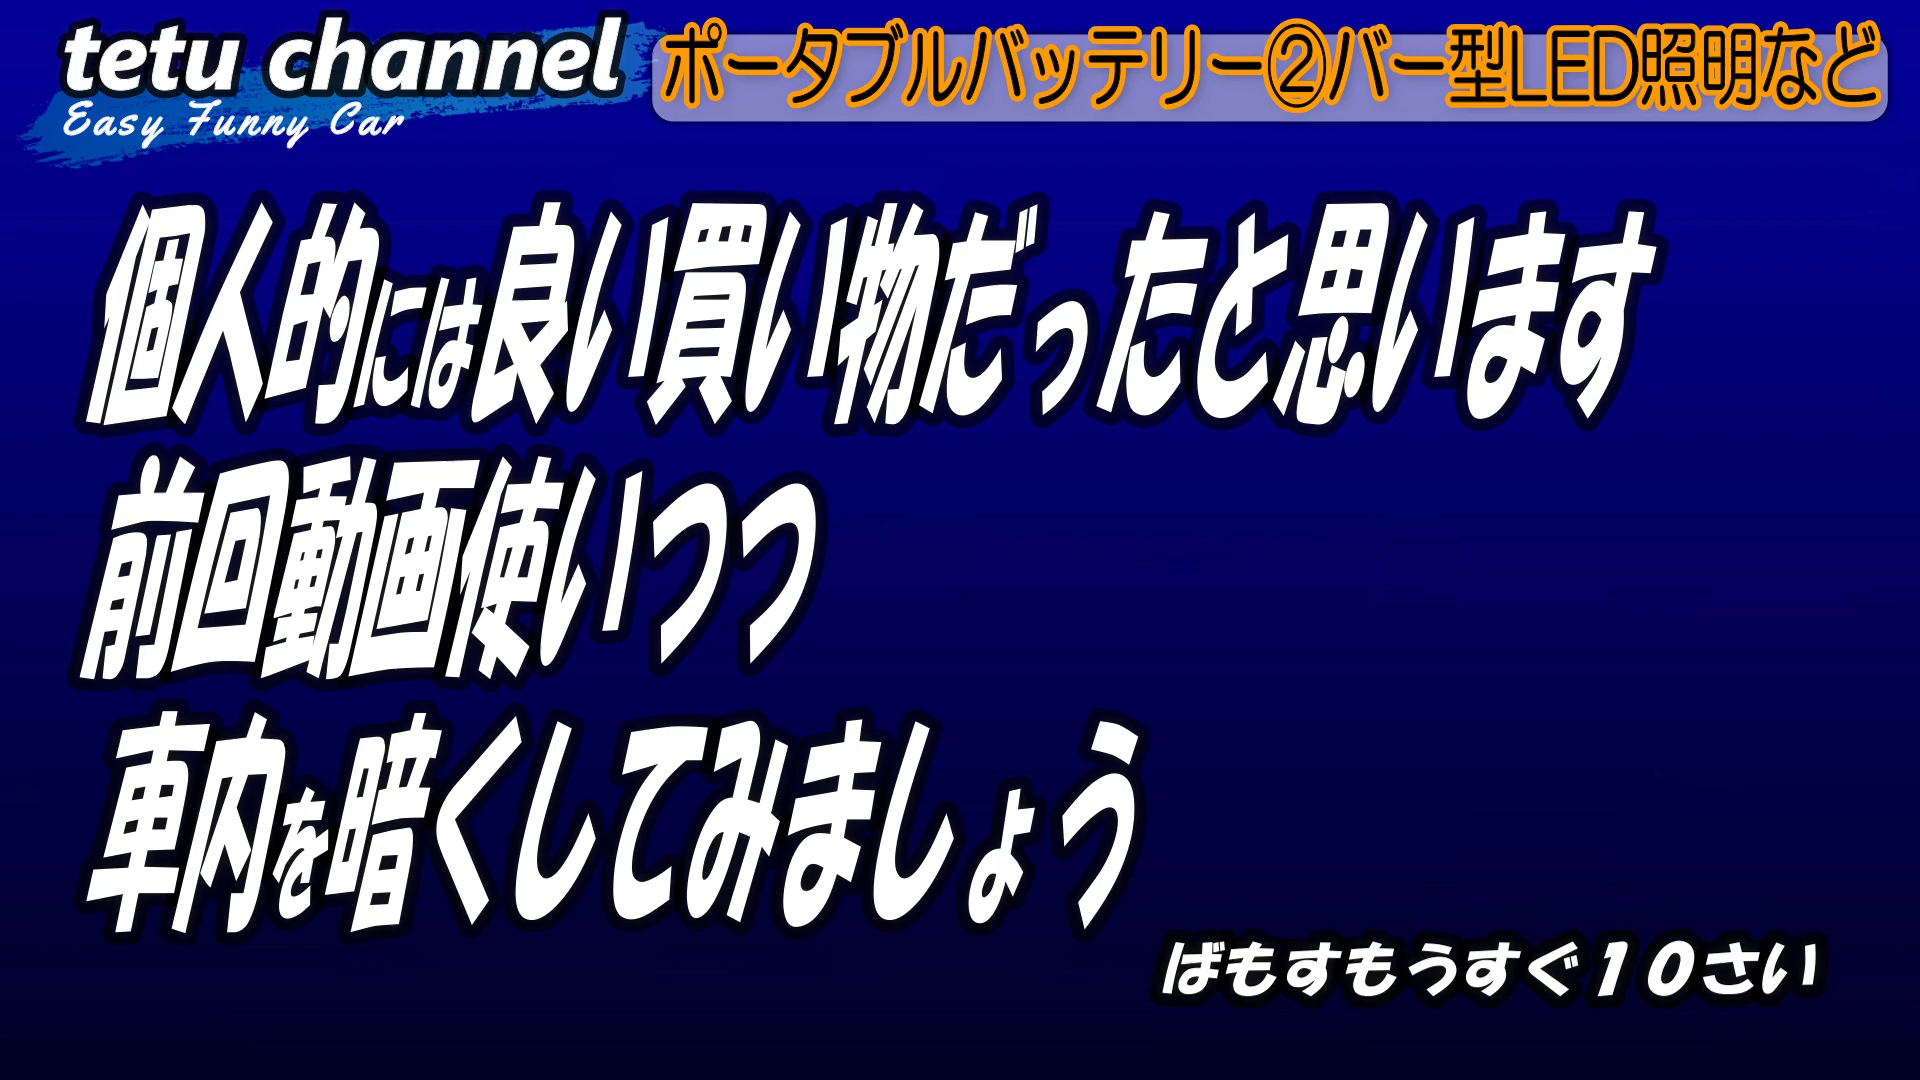 tetu channel
Easy Funny Car
ポータブルバッテリー②バー型LED照明など
個人的には良い買い物だったと思います
前回動画使いつつ
車内を暗くしてみましょう
ばもすもうすぐ１０さい